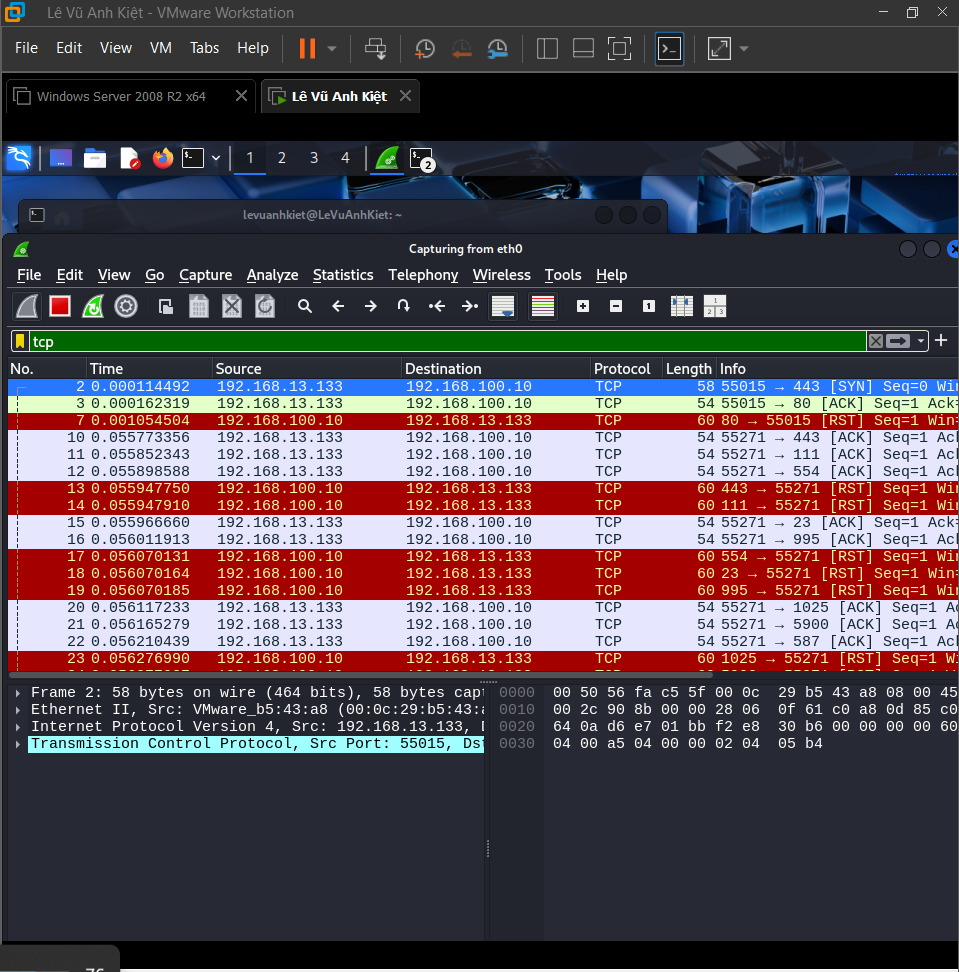 Lê Vũ Anh Kiệt - VMware Workstation
File Edit View VM Tabs Help
Windows Server 2008 R2 x64 Lê Vũ Anh Kiệt
1 2 3 4 2
levuanhkiet@LeVuAnhKiet: ~
Capturing from eth0
File Edit View Go Capture Analyze Statistics Telephony Wireless Tools Help
tcp
No. Time Source Destination Protocol Length Info
2 0.000114492 192.168.13.133 192.168.100.10 TCP 58 55015 → 443 [SYN] Seq=0 Win
3 0.000162319 192.168.13.133 192.168.100.10 TCP 54 55015 → 80 [ACK] Seq=1 Ack=
7 0.001054504 192.168.100.10 192.168.13.133 TCP 60 80 → 55015 [RST] Seq=1 Win=
10 0.055773356 192.168.13.133 192.168.100.10 TCP 54 55271 → 443 [ACK] Seq=1 Ack
11 0.055852343 192.168.13.133 192.168.100.10 TCP 54 55271 → 111 [ACK] Seq=1 Ack
12 0.055898588 192.168.13.133 192.168.100.10 TCP 54 55271 → 554 [ACK] Seq=1 Ack
13 0.055947750 192.168.100.10 192.168.13.133 TCP 60 443 → 55271 [RST] Seq=1 Win
14 0.055947910 192.168.100.10 192.168.13.133 TCP 60 111 → 55271 [RST] Seq=1 Win
15 0.055966660 192.168.13.133 192.168.100.10 TCP 54 55271 → 23 [ACK] Seq=1 Ack=
16 0.056011913 192.168.13.133 192.168.100.10 TCP 54 55271 → 995 [ACK] Seq=1 Ack
17 0.056070131 192.168.100.10 192.168.13.133 TCP 60 554 → 55271 [RST] Seq=1 Win
18 0.056070164 192.168.100.10 192.168.13.133 TCP 60 23 → 55271 [RST] Seq=1 Win=
19 0.056070185 192.168.100.10 192.168.13.133 TCP 60 995 → 55271 [RST] Seq=1 Win
20 0.056117233 192.168.13.133 192.168.100.10 TCP 54 55271 → 1025 [ACK] Seq=1 A
21 0.056165279 192.168.13.133 192.168.100.10 TCP 54 55271 → 5900 [ACK] Seq=1 A
22 0.056210439 192.168.13.133 192.168.100.10 TCP 54 55271 → 587 [ACK] Seq=1 Ac
23 0.056276990 192.168.100.10 192.168.13.133 TCP 60 1025 → 55271 [RST] Seq=1 W
Frame 2: 58 bytes on wire (464 bits), 58 bytes capt
Ethernet II, Src: VMware_b5:43:a8 (00:0c:29:b5:43:a
Internet Protocol Version 4, Src: 192.168.13.133, D
Transmission Control Protocol, Src Port: 55015, Dst
0000 00 50 56 fa c5 5f 00 0c 29 b5 43 a8 08 00 45
0010 00 2c 90 8b 00 00 28 06 0f 61 c0 a8 0d 85 c0
0020 64 0a d6 e7 01 bb f2 e8 30 b6 00 00 00 00 60
0030 04 00 a5 04 00 00 02 04 05 b4